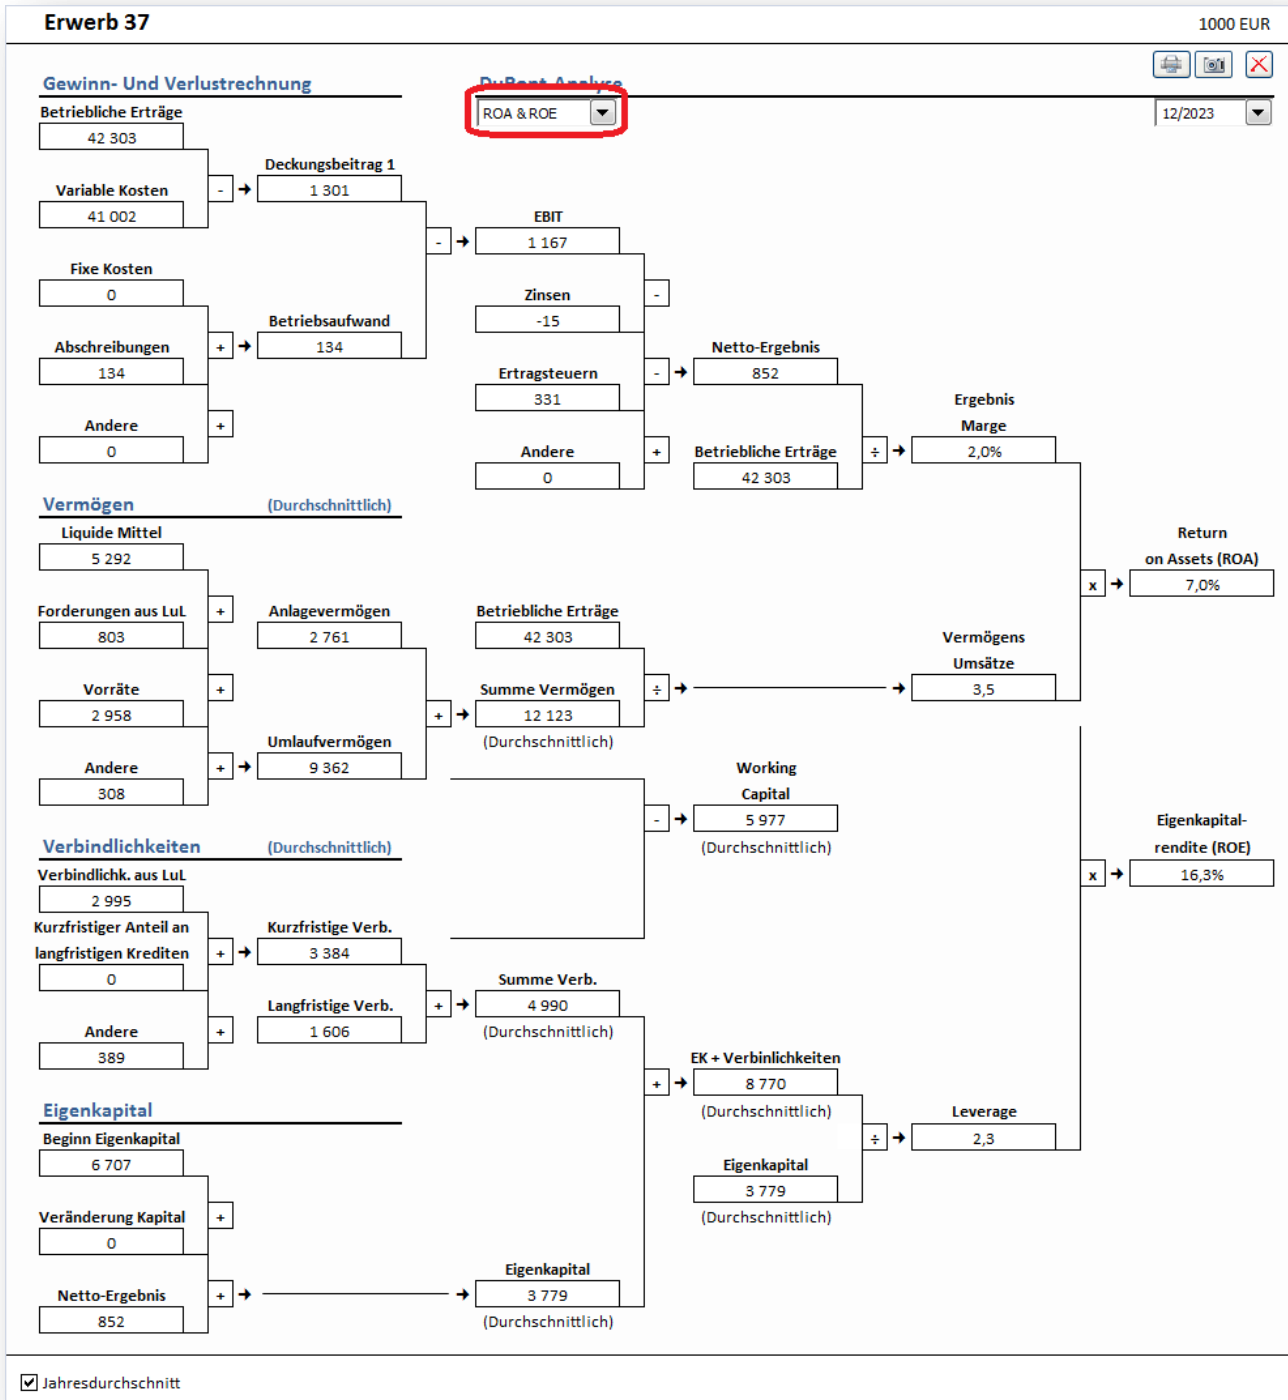 Erwerb 37
1000 EUR
Gewinn- Und Verlustrechnung
DuPont-Analyse
Betriebliche Erträge
ROA & ROE
12/2023
42 303
Deckungsbeitrag 1
Variable Kosten
-
1 301
41 002
EBIT
-
1 167
Fixe Kosten
0
Zinsen
-
-15
Betriebsaufwand
Abschreibungen
+
134
Netto-Ergebnis
134
Ertragsteuern
-
852
331
Ergebnis
Andere
+
Marge
0
Andere
+
Betriebliche Erträge
÷
2,0%
0
42 303
Vermögen
(Durchschnittlich)
Liquide Mittel
Return
5 292
on Assets (ROA)
x
7,0%
Forderungen aus LuL
+
Anlagevermögen
Betriebliche Erträge
803
2 761
42 303
Vermögens
Umsätze
Vorräte
+
Summe Vermögen
÷
3,5
2 958
+
12 123
Umlaufvermögen
(Durchschnittlich)
Andere
+
9 362
Working
308
Capital
-
5 977
Eigenkapital-
Verbindlichkeiten
(Durchschnittlich)
(Durchschnittlich)
rendite (ROE)
Verbindlichk. aus LuL
x
16,3%
2 995
Kurzfristiger Anteil an
Kurzfristige Verb.
langfristigen Krediten
+
3 384
0
Summe Verb.
Langfristige Verb.
+
4 990
Andere
+
1 606
(Durchschnittlich)
389
EK + Verbinlichkeiten
+
8 770
Eigenkapital
(Durchschnittlich)
Leverage
Beginn Eigenkapital
÷
2,3
6 707
Eigenkapital
3 779
Veränderung Kapital
+
(Durchschnittlich)
0
Eigenkapital
Netto-Ergebnis
+
3 779
852
(Durchschnittlich)
Jahresdurchschnitt